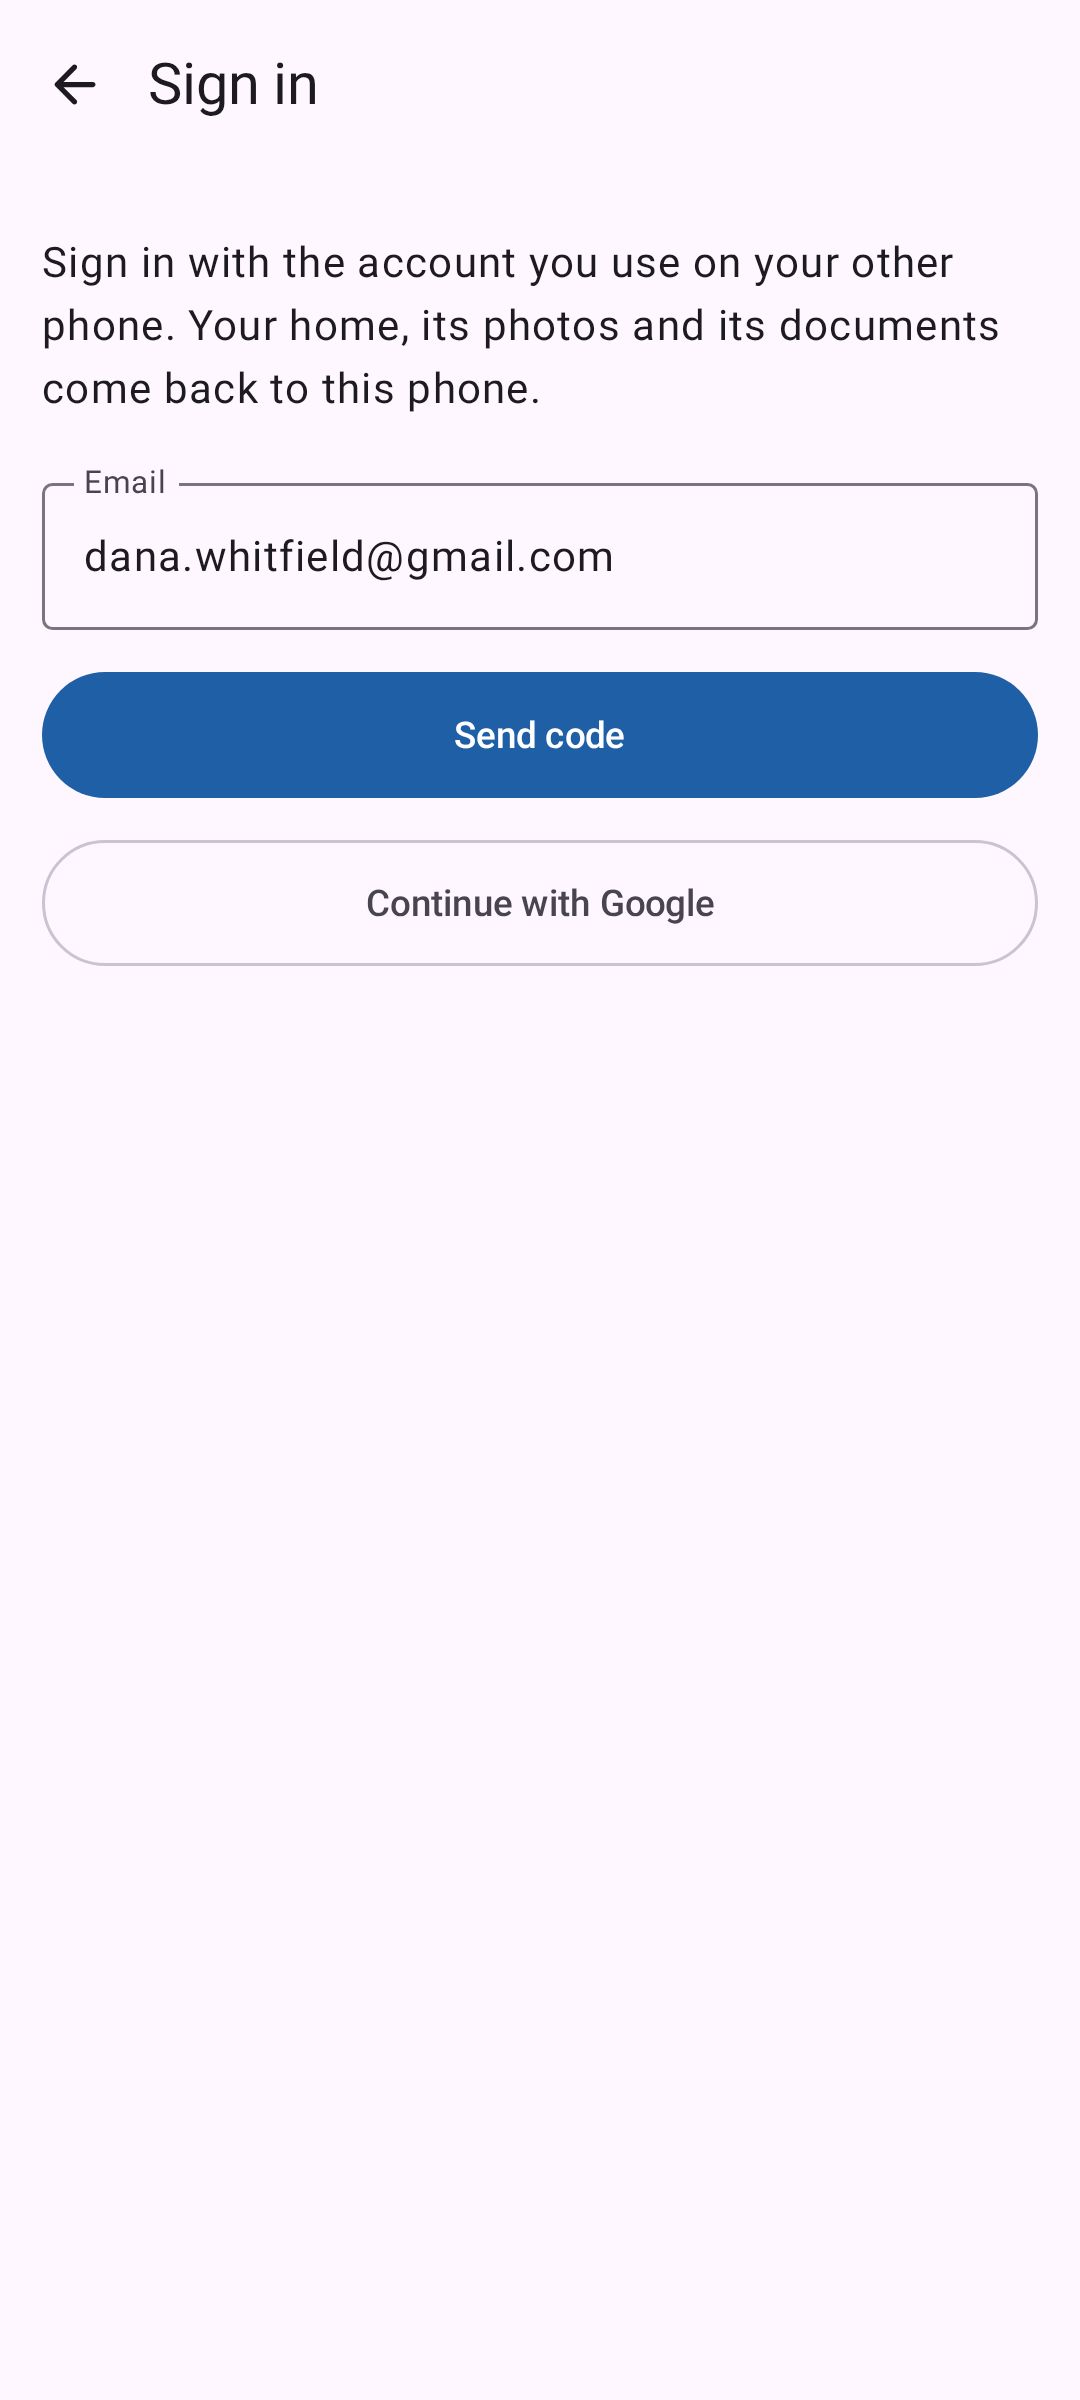 Sign in
Sign in with the account you use on your other
phone. Your home, its photos and its documents
come back to this phone.
Email
dana.whitfield@gmail.com
Send code
Continue with Google